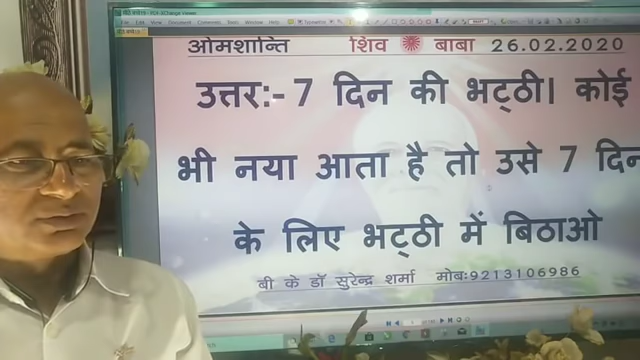 ओमशान्ति शिव बाबा 26.02.2020
उत्तर:- 7 दिन की भट्ठी। कोई
भी नया आता है तो उसे 7 दिन
के लिए भट्ठी में बिठाओ
बी के डॉ सुरेन्द्र शर्मा मोबः9213106986